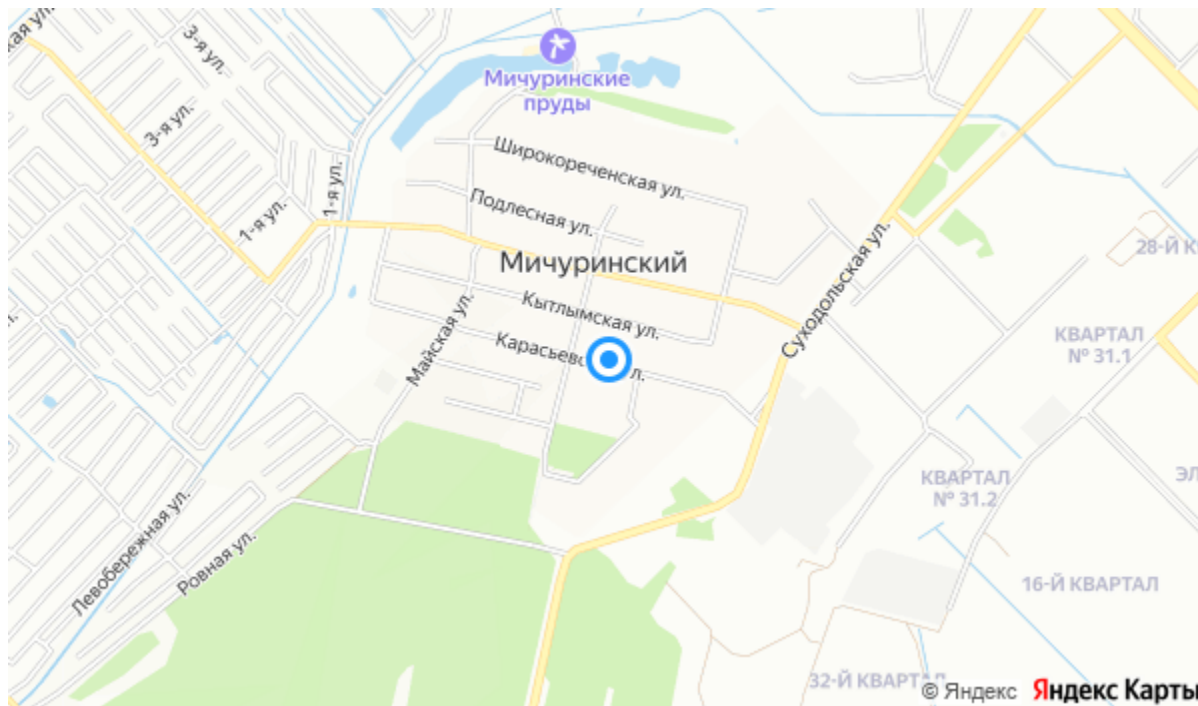 3-я ул.
Мичуринские
пруды
3-я ул.
Широкореченская ул.
1-я ул.
Подлесная ул.
1-я ул.
28-Й
Мичуринский
Кытлымская ул.
Суходольская ул.
Майская ул.
КВАРТАЛ
№ 31.1
КВАРТАЛ
№ 31.2
Левобережная ул.
Ровная ул.
16-Й КВАРТАЛ
32-Й КВАРТАЛ
© Яндекс
Яндекс Карты